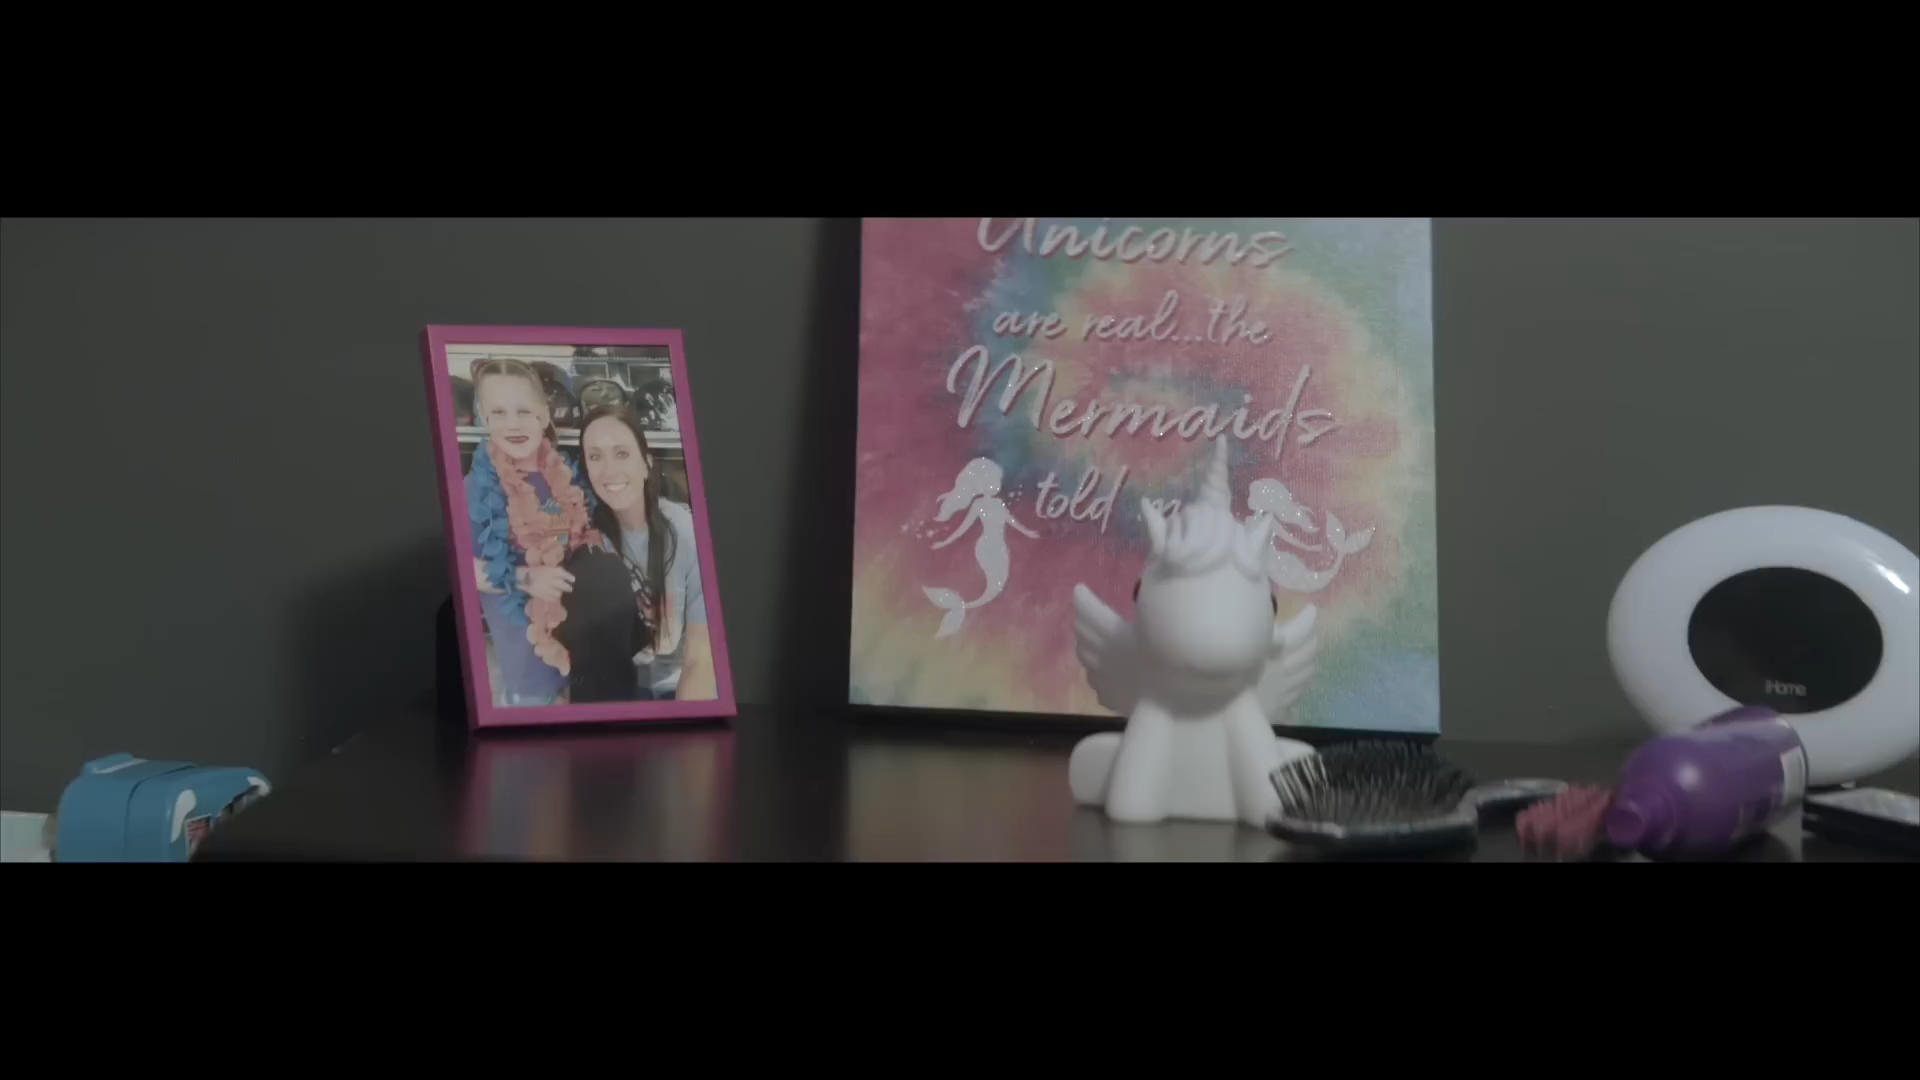 Unicorns
are real...the
Mermaids
told m
iHome